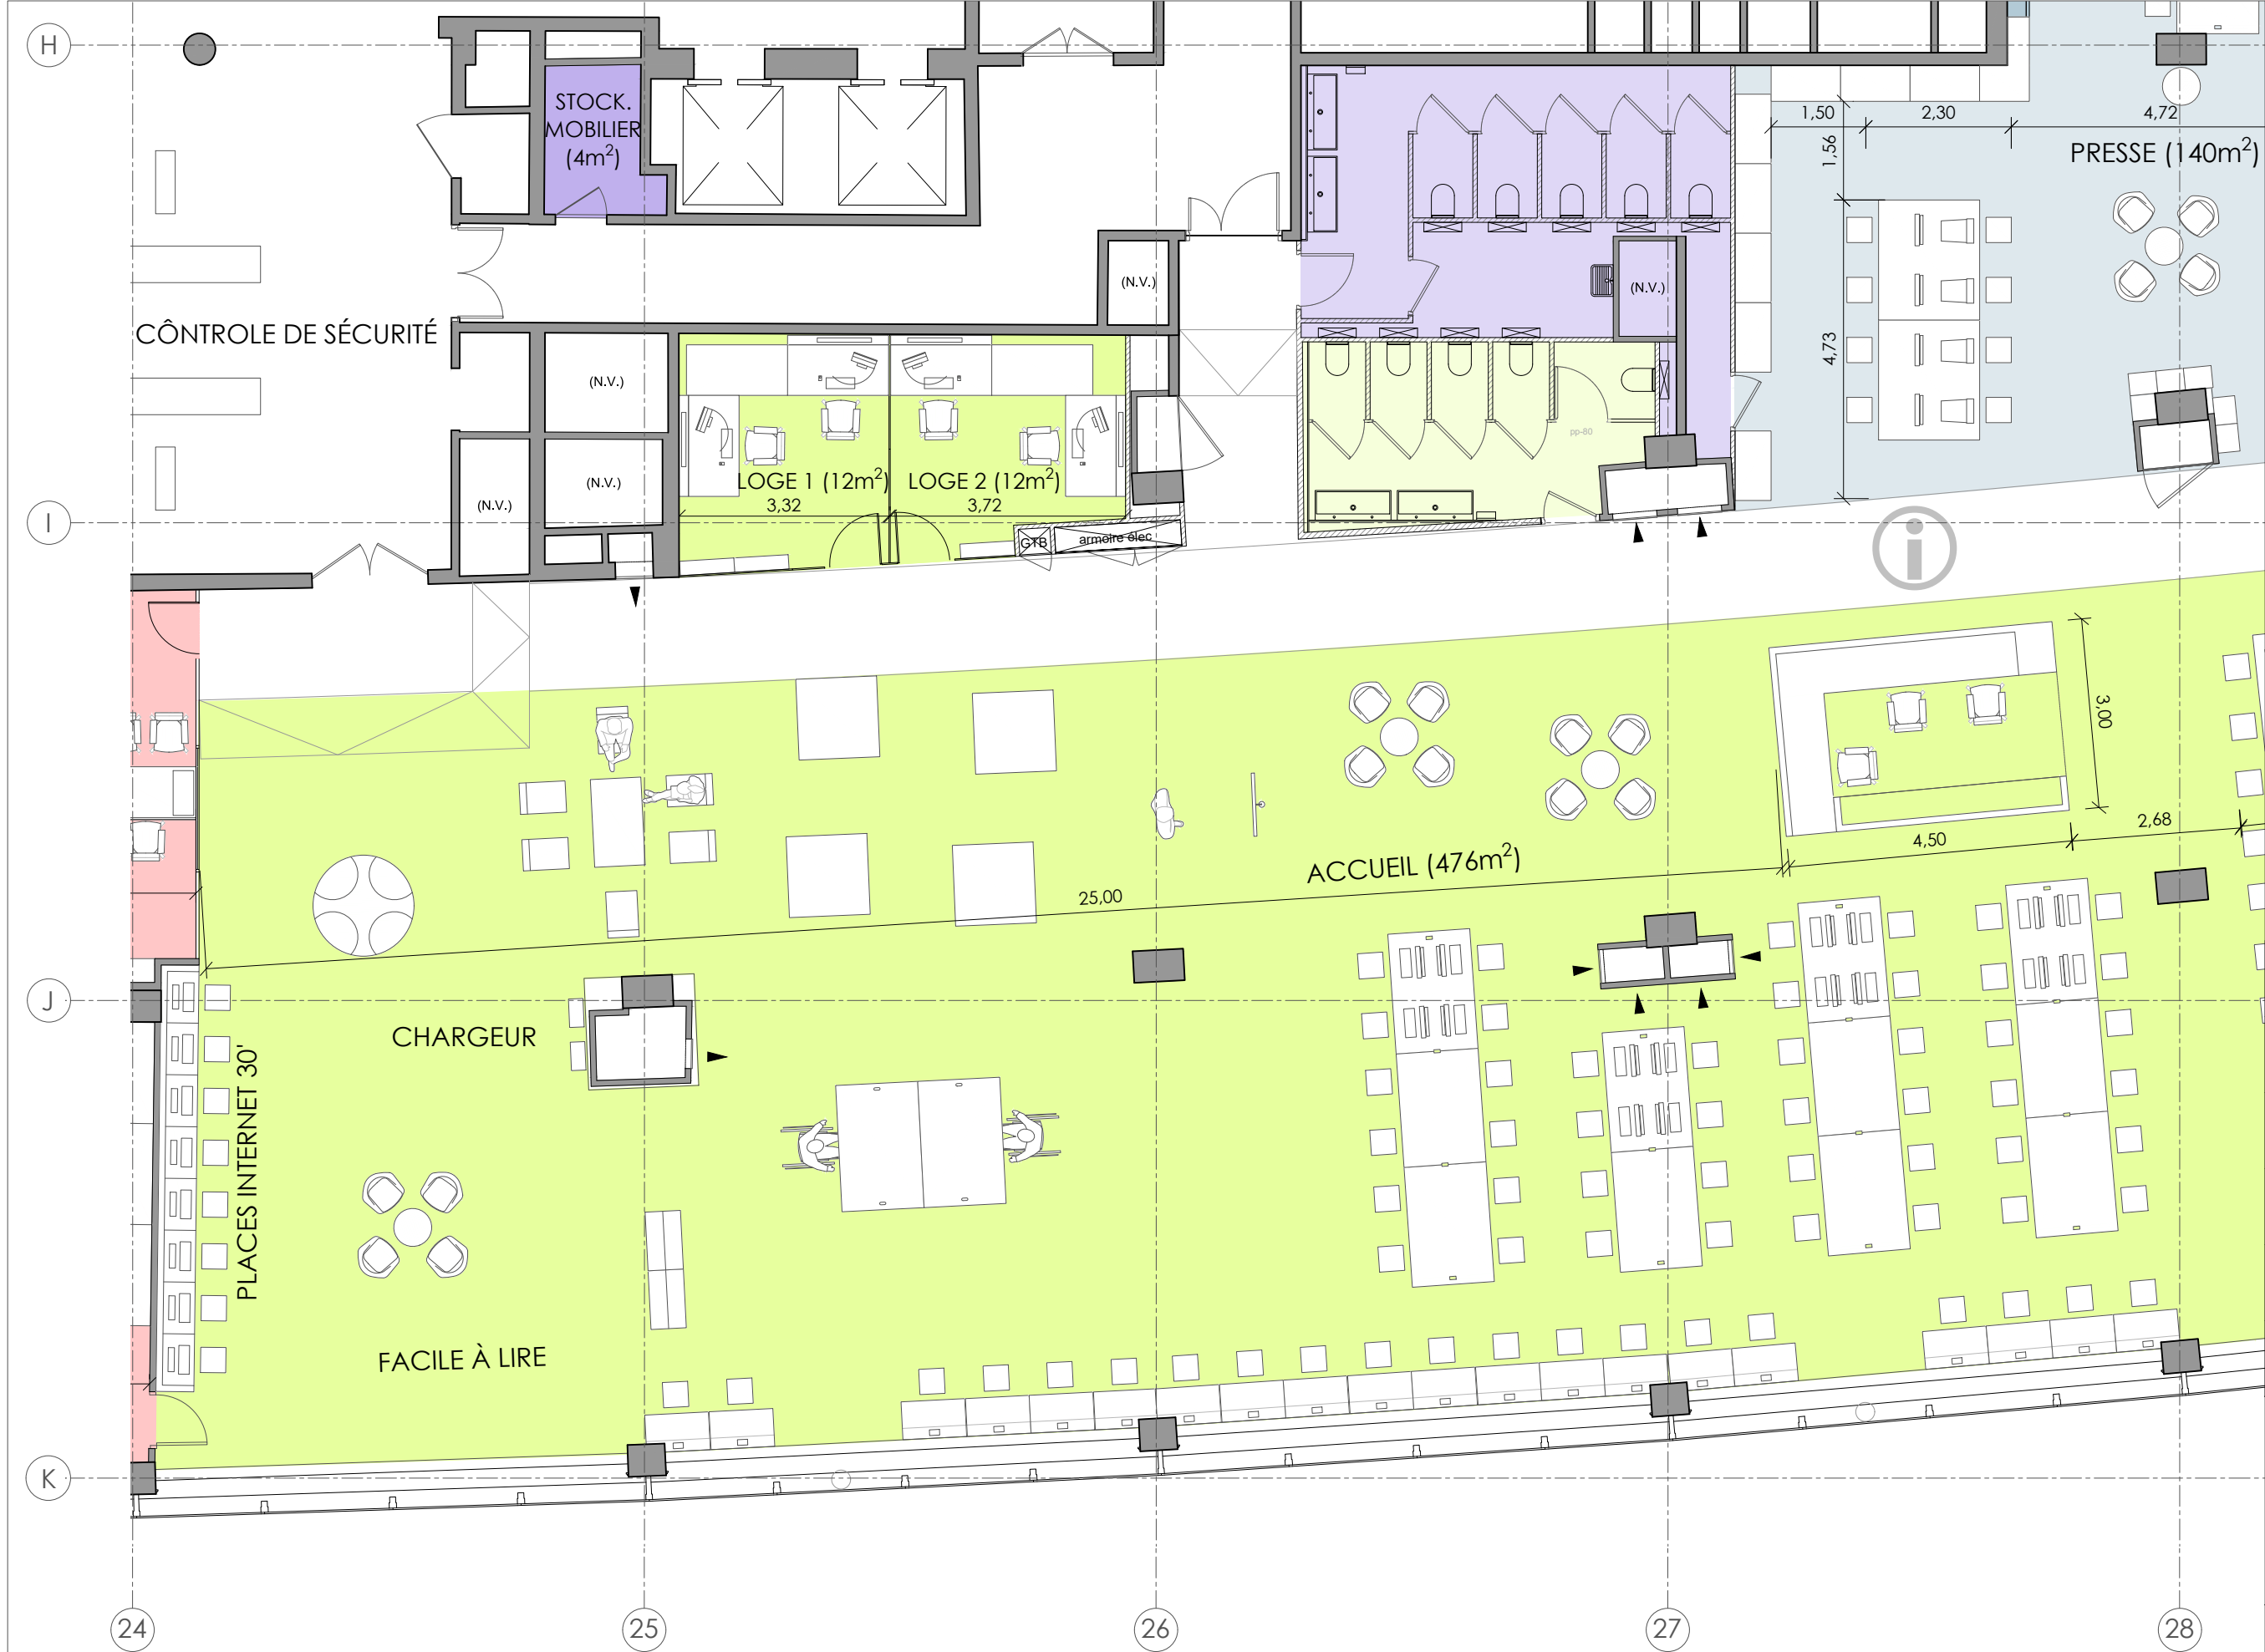 H
STOCK.
MOBILIER
(4m²)
1,50
2,30
4,72
1,56
PRESSE (140m²)
(N.V.)
(N.V.)
CÔNTROLE DE SÉCURITÉ
4,73
(N.V.)
pp-80
LOGE 1 (12m²)
LOGE 2 (12m²)
(N.V.)
(N.V.)
3,32
3,72
I
GTB
armoire élec
i
3,00
2,68
4,50
ACCUEIL (476m²)
25,00
J
CHARGEUR
PLACES INTERNET 30'
FACILE À LIRE
K
24
25
26
27
28